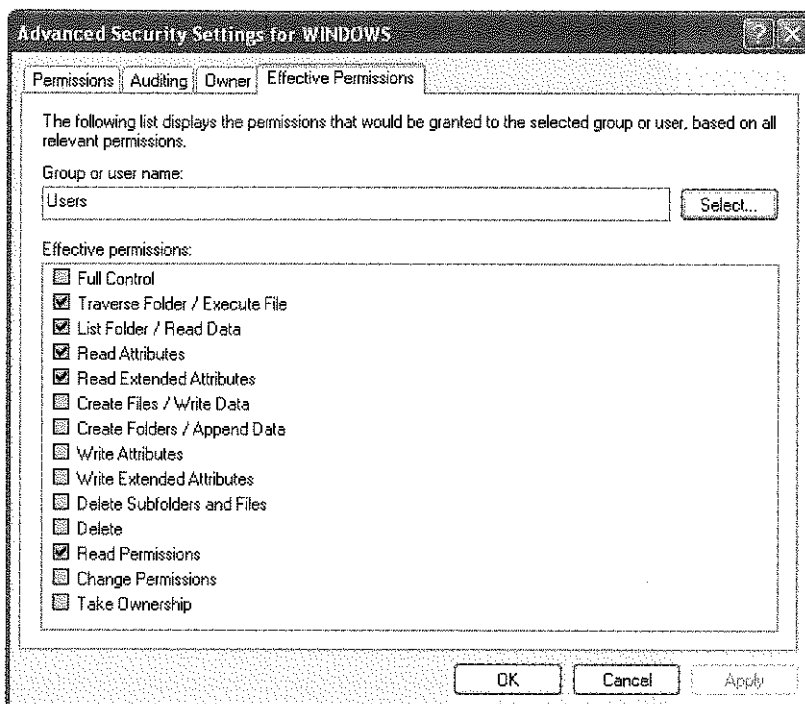 Advanced Security Settings for WINDOWS
Permissions Auditing Owner Effective Permissions
The following list displays the permissions that would be granted to the selected group or user, based on all
relevant permissions.
Group or user name:
Users
Select...
Effective permissions:
Full Control
Traverse Folder / Execute File
List Folder / Read Data
Read Attributes
Read Extended Attributes
Create Files / Write Data
Create Folders / Append Data
Write Attributes
Write Extended Attributes
Delete Subfolders and Files
Delete
Read Permissions
Change Permissions
Take Ownership
OK Cancel Apply